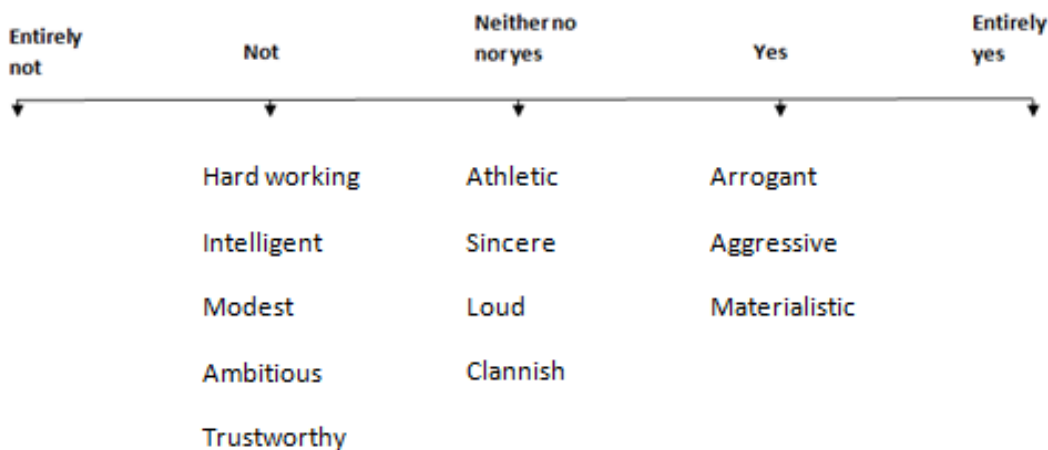 Entirely not
Not
Neither no nor yes
Yes
Entirely yes
Hard working
Athletic
Arrogant
Intelligent
Sincere
Aggressive
Modest
Loud
Materialistic
Ambitious
Clannish
Trustworthy